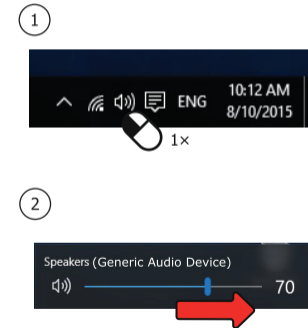 1
ENG
10:12 AM
8/10/2015
1×
2
Speakers (Generic Audio Device)
70